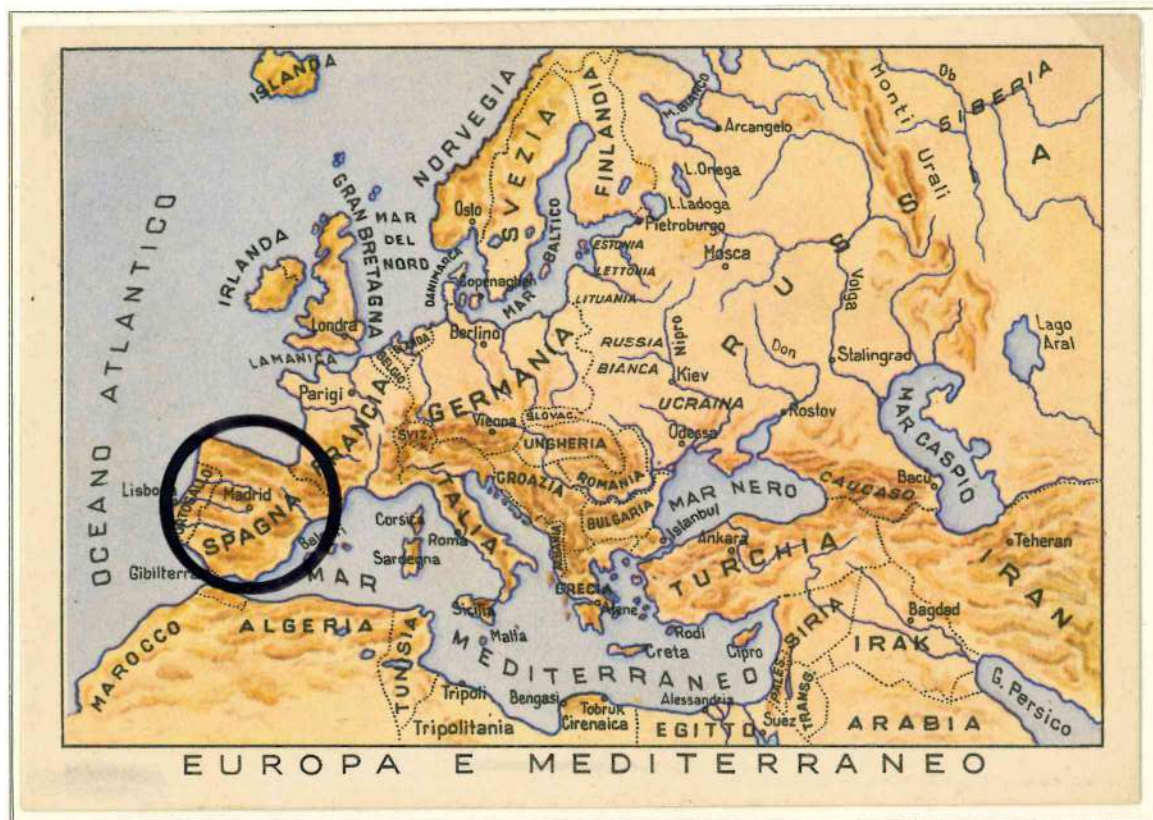 ISLANDA
NORVEGIA
SVEZIA
FINLANDIA
M. BIANCO
Arcangelo
Monti Urali
Ob
SIBERIA
L. Onega
L. Ladoga
Pietroburgo
OCEANO ATLANTICO
IRLANDA
GRAN BRETAGNA
MAR
DEL
NORD
Oslo
DANIMARCA
Copenaghen
MAR BALTICO
ESTONIA
LETTONIA
LITUANIA
Mosca
RUSSIA
BIANCA
U R S S
Nipro
Don
Volga
Stalingrad
Lago
Aral
Londra
LA MANICA
OLANDA
BELGIO
Berlino
GERMANIA
Parigi
FRANCIA
SVIZ.
Vienna
SLOVAC.
UNGHERIA
Kiev
UCRAINA
Odessa
Rostov
MAR CASPIO
CAUCASO
Bacu
ROMANIA
CROAZIA
BULGARIA
MAR NERO
Istanbul
Ankara
TURCHIA
Teheran
IRAN
Lisbona
PORTOGALLO
Madrid
SPAGNA
Gibilterra
Corsica
Sardegna
ITALIA
Roma
ALBANIA
GRECIA
Atene
Sicilia
Malta
Rodi
Creta
Cipro
MAR
MEDITERRANEO
MAROCCO
ALGERIA
TUNISIA
Tripoli
Tripolitania
Bengasi
Tobruk
Cirenaica
Alessandria
EGITTO
Suez
PALES.
TRANSG.
SIRIA
Bagdad
IRAK
ARABIA
G. Persico
EUROPA E MEDITERRANEO